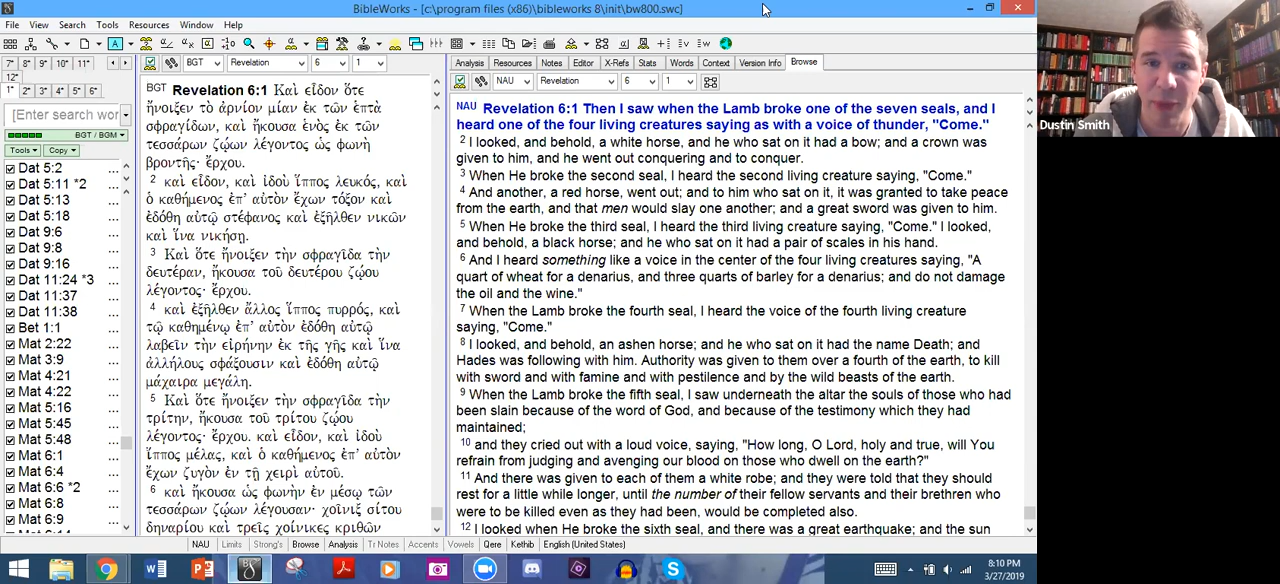 BibleWorks - [c:\program files (x86)\bibleworks 8\init\bw800.swc]
File View Search Tools Resources Window Help
7° 8° 9° 10° 11°
12°
1° 2° 3° 4° 5° 6°
[Enter search wor
BGT / BGM
Tools Copy
Dat 5:2 ...
Dat 5:11 *2 ...
Dat 5:13 ...
Dat 5:18 ...
Dat 9:6 ...
Dat 9:8 ...
Dat 9:16 ...
Dat 11:24 *3 ...
Dat 11:37 ...
Dat 11:38 ...
Bet 1:1 ...
Mat 2:22 ...
Mat 3:9 ...
Mat 4:21 ...
Mat 4:22 ...
Mat 5:16 ...
Mat 5:45 ...
Mat 5:48 ...
Mat 6:1 ...
Mat 6:4 ...
Mat 6:6 *2 ...
Mat 6:8 ...
Mat 6:9 ...
BGT Revelation 6 1
BGT Revelation 6:1 Καὶ εἶδον ὅτε
ἤνοιξεν τὸ ἀρνίον μίαν ἐκ τῶν ἑπτὰ
σφραγίδων, καὶ ἤκουσα ἑνὸς ἐκ τῶν
τεσσάρων ζῴων λέγοντος ὡς φωνὴ
βροντῆς· ἔρχου.
2 καὶ εἶδον, καὶ ἰδοὺ ἵππος λευκός, καὶ
ὁ καθήμενος ἐπ' αὐτὸν ἔχων τόξον καὶ
ἐδόθη αὐτῷ στέφανος καὶ ἐξῆλθεν νικῶν
καὶ ἵνα νικήσῃ.
3 Καὶ ὅτε ἤνοιξεν τὴν σφραγῖδα τὴν
δευτέραν, ἤκουσα τοῦ δευτέρου ζῴου
λέγοντος· ἔρχου.
4 καὶ ἐξῆλθεν ἄλλος ἵππος πυρρός, καὶ
τῷ καθημένῳ ἐπ' αὐτὸν ἐδόθη αὐτῷ
λαβεῖν τὴν εἰρήνην ἐκ τῆς γῆς καὶ ἵνα
ἀλλήλους σφάξουσιν καὶ ἐδόθη αὐτῷ
μάχαιρα μεγάλη.
5 Καὶ ὅτε ἤνοιξεν τὴν σφραγῖδα τὴν
τρίτην, ἤκουσα τοῦ τρίτου ζῴου
λέγοντος· ἔρχου. καὶ εἶδον, καὶ ἰδοὺ
ἵππος μέλας, καὶ ὁ καθήμενος ἐπ' αὐτὸν
ἔχων ζυγὸν ἐν τῇ χειρὶ αὐτοῦ.
6 καὶ ἤκουσα ὡς φωνὴν ἐν μέσῳ τῶν
τεσσάρων ζῴων λέγουσαν· χοῖνιξ σίτου
δηναρίου καὶ τρεῖς χοίνικες κριθῶν
Analysis Resources Notes Editor X-Refs Stats Words Context Version Info Browse
NAU Revelation 6 1
NAU Revelation 6:1 Then I saw when the Lamb broke one of the seven seals, and I
heard one of the four living creatures saying as with a voice of thunder, "Come."
2 I looked, and behold, a white horse, and he who sat on it had a bow; and a crown was
given to him, and he went out conquering and to conquer.
3 When He broke the second seal, I heard the second living creature saying, "Come."
4 And another, a red horse, went out; and to him who sat on it, it was granted to take peace
from the earth, and that men would slay one another; and a great sword was given to him.
5 When He broke the third seal, I heard the third living creature saying, "Come." I looked,
and behold, a black horse; and he who sat on it had a pair of scales in his hand.
6 And I heard something like a voice in the center of the four living creatures saying, "A
quart of wheat for a denarius, and three quarts of barley for a denarius; and do not damage
the oil and the wine."
7 When the Lamb broke the fourth seal, I heard the voice of the fourth living creature
saying, "Come."
8 I looked, and behold, an ashen horse; and he who sat on it had the name Death; and
Hades was following with him. Authority was given to them over a fourth of the earth, to kill
with sword and with famine and with pestilence and by the wild beasts of the earth.
9 When the Lamb broke the fifth seal, I saw underneath the altar the souls of those who had
been slain because of the word of God, and because of the testimony which they had
maintained;
10 and they cried out with a loud voice, saying, "How long, O Lord, holy and true, will You
refrain from judging and avenging our blood on those who dwell on the earth?"
11 And there was given to each of them a white robe; and they were told that they should
rest for a little while longer, until the number of their fellow servants and their brethren who
were to be killed even as they had been, would be completed also.
12 I looked when He broke the sixth seal, and there was a great earthquake; and the sun
NAU Limits Strong's Browse Analysis Tr Notes Accents Vowels Qere Kethib English (United States)
8:10 PM
3/27/2019
Dustin Smith